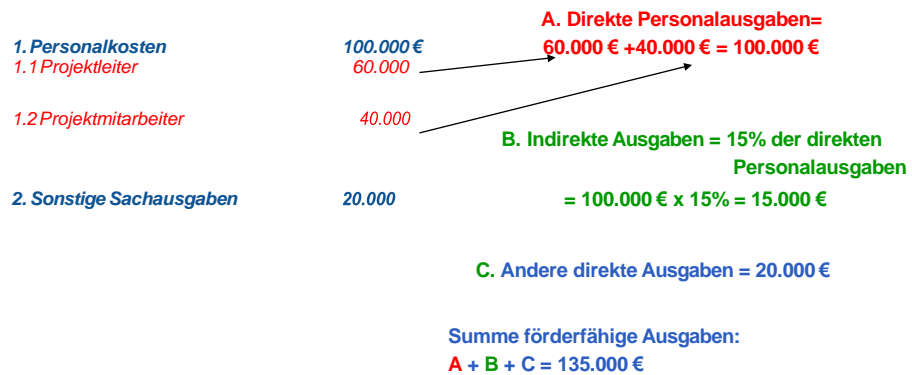 A. Direkte Personalausgaben=
1. Personalkosten 100.000 € 60.000 € +40.000 € = 100.000 €
1.1 Projektleiter 60.000
1.2 Projektmitarbeiter 40.000
B. Indirekte Ausgaben = 15% der direkten
Personalausgaben
2. Sonstige Sachausgaben 20.000 = 100.000 € x 15% = 15.000 €
C. Andere direkte Ausgaben = 20.000 €
Summe förderfähige Ausgaben:
A + B + C = 135.000 €